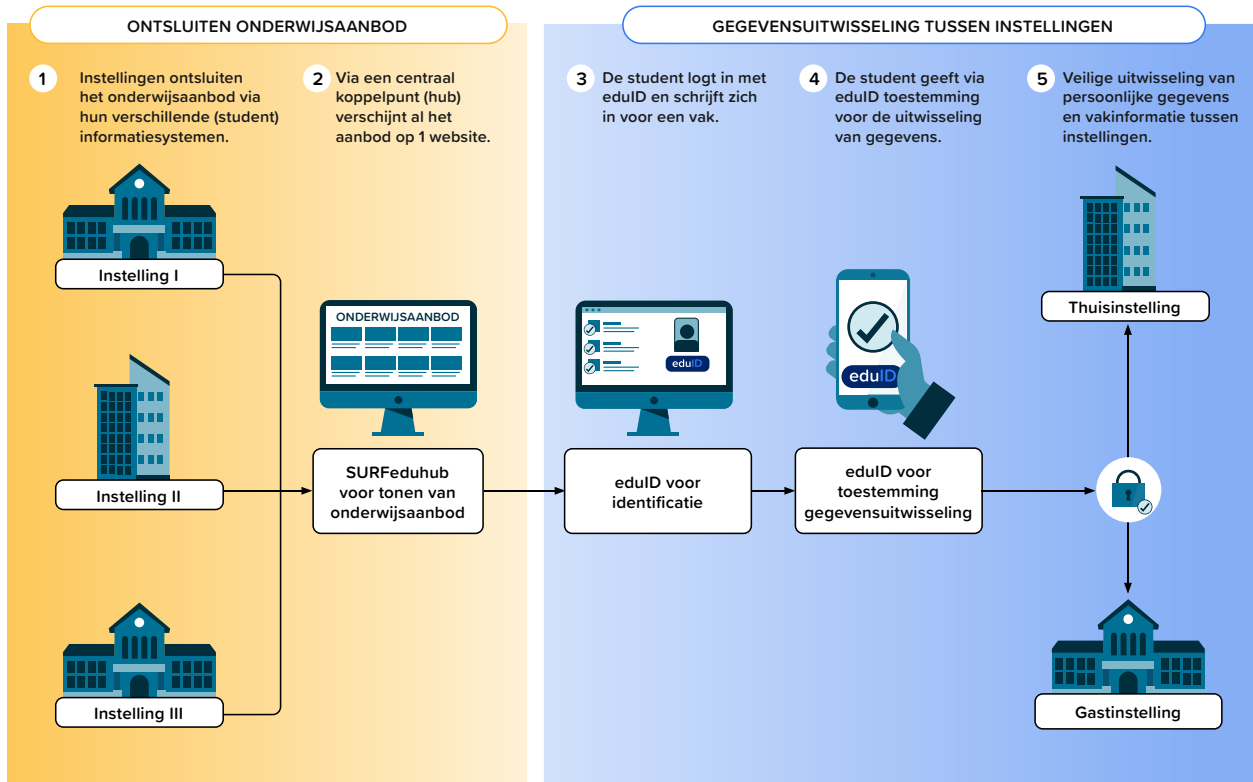 ONTSLUITEN ONDERWIJSAANBOD
GEGEVENSUITWISSELING TUSSEN INSTELLINGEN
1
Instellingen ontsluiten
het onderwijsaanbod via
hun verschillende (student)
informatiesystemen.
2
Via een centraal
koppelpunt (hub)
verschijnt al het
aanbod op 1 website.
3
De student logt in met
eduID en schrijft zich
in voor een vak.
4
De student geeft via
eduID toestemming
voor de uitwisseling
van gegevens.
5
Veilige uitwisseling van
persoonlijke gegevens
en vakinformatie tussen
instellingen.
Instelling I
Instelling II
Instelling III
ONDERWIJSAANBOD
SURFeduhub
voor tonen van
onderwijsaanbod
eduID
eduID voor
identificatie
eduID
eduID voor
toestemming
gegevensuitwisseling
Thuisinstelling
Gastinstelling